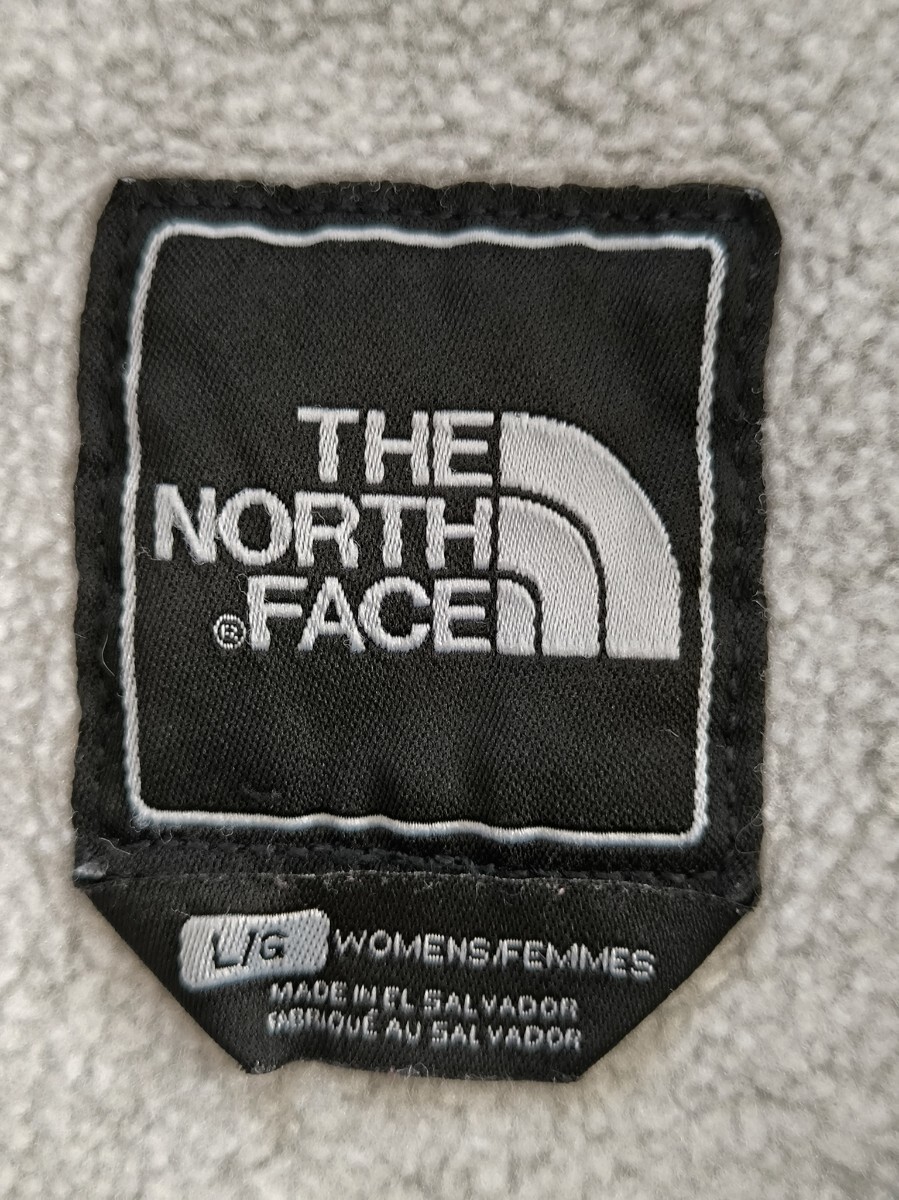 THE
NORTH
®FACE
L/G WOMENS/FEMMES
MADE IN EL SALVADOR
FABRIQUÉ AU SALVADOR